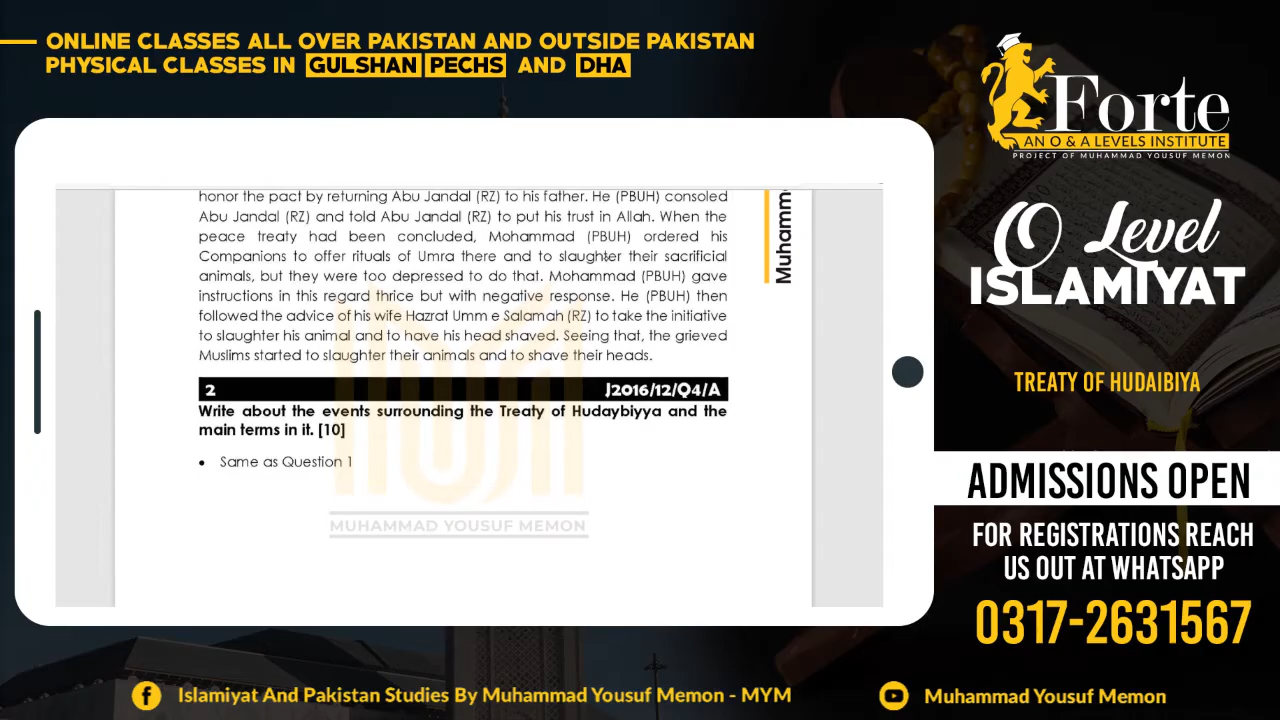 ONLINE CLASSES ALL OVER PAKISTAN AND OUTSIDE PAKISTAN
PHYSICAL CLASSES IN GULSHAN PECHS AND DHA
Forte
AN O & A LEVELS INSTITUTE
PROJECT OF MUHAMMAD YOUSUF MEMON
O Level
ISLAMIYAT
TREATY OF HUDAIBIYA
ADMISSIONS OPEN
FOR REGISTRATIONS REACH
US OUT AT WHATSAPP
0317-2631567
honor the pact by returning Abu Jandal (RZ) to his father. He (PBUH) consoled
Abu Jandal (RZ) and told Abu Jandal (RZ) to put his trust in Allah. When the
peace treaty had been concluded, Mohammad (PBUH) ordered his
Companions to offer rituals of Umra there and to slaughter their sacrificial
animals, but they were too depressed to do that. Mohammad (PBUH) gave
instructions in this regard thrice but with negative response. He (PBUH) then
followed the advice of his wife Hazrat Umm e Salamah (RZ) to take the initiative
to slaughter his animal and to have his head shaved. Seeing that, the grieved
Muslims started to slaughter their animals and to shave their heads.
2 J2016/12/Q4/A
Write about the events surrounding the Treaty of Hudaybiyya and the
main terms in it. [10]
• Same as Question 1
MUHAMMAD YOUSUF MEMON
Islamiyat And Pakistan Studies By Muhammad Yousuf Memon - MYM
Muhammad Yousuf Memon